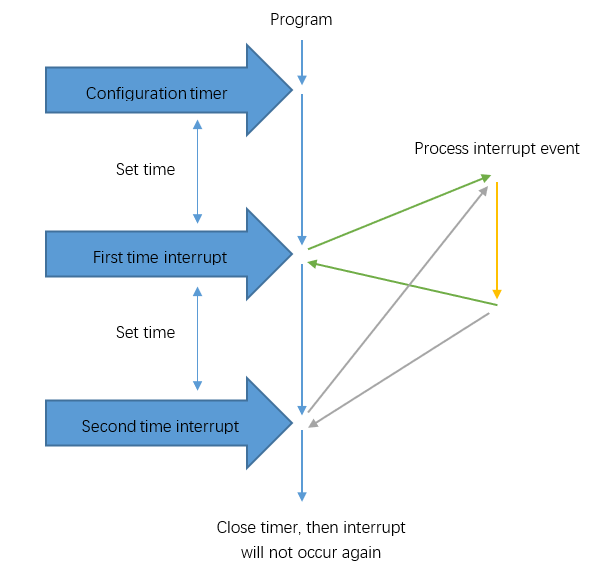 Program
Configuration timer
Process interrupt event
Set time
First time interrupt
Set time
Second time interrupt
Close timer, then interrupt
will not occur again